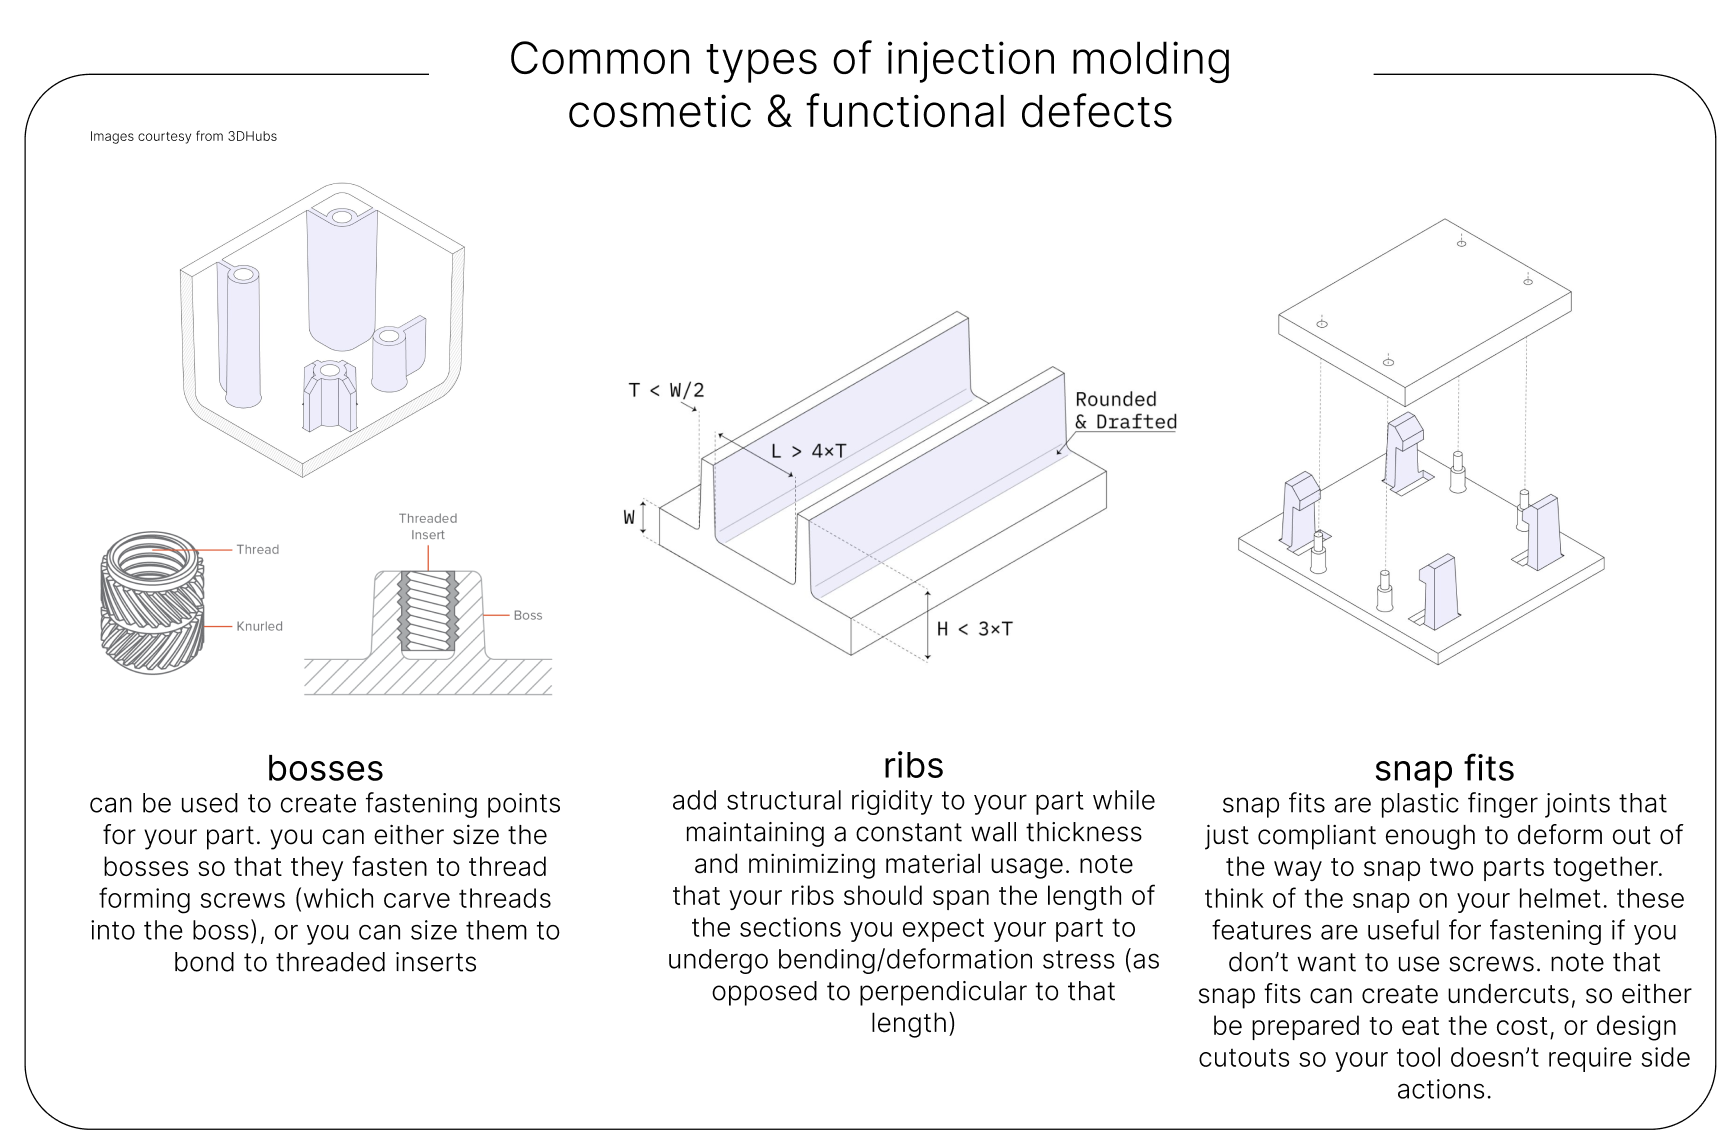 Common types of injection molding
cosmetic & functional defects
Images courtesy from 3DHubs
Thread
Knurled
Threaded
Insert
Boss
T < W/2
L > 4×T
W
Rounded
& Drafted
H < 3×T
bosses
can be used to create fastening points
for your part. you can either size the
bosses so that they fasten to thread
forming screws (which carve threads
into the boss), or you can size them to
bond to threaded inserts
ribs
add structural rigidity to your part while
maintaining a constant wall thickness
and minimizing material usage. note
that your ribs should span the length of
the sections you expect your part to
undergo bending/deformation stress (as
opposed to perpendicular to that
length)
snap fits
snap fits are plastic finger joints that
just compliant enough to deform out of
the way to snap two parts together.
think of the snap on your helmet. these
features are useful for fastening if you
don’t want to use screws. note that
snap fits can create undercuts, so either
be prepared to eat the cost, or design
cutouts so your tool doesn’t require side
actions.